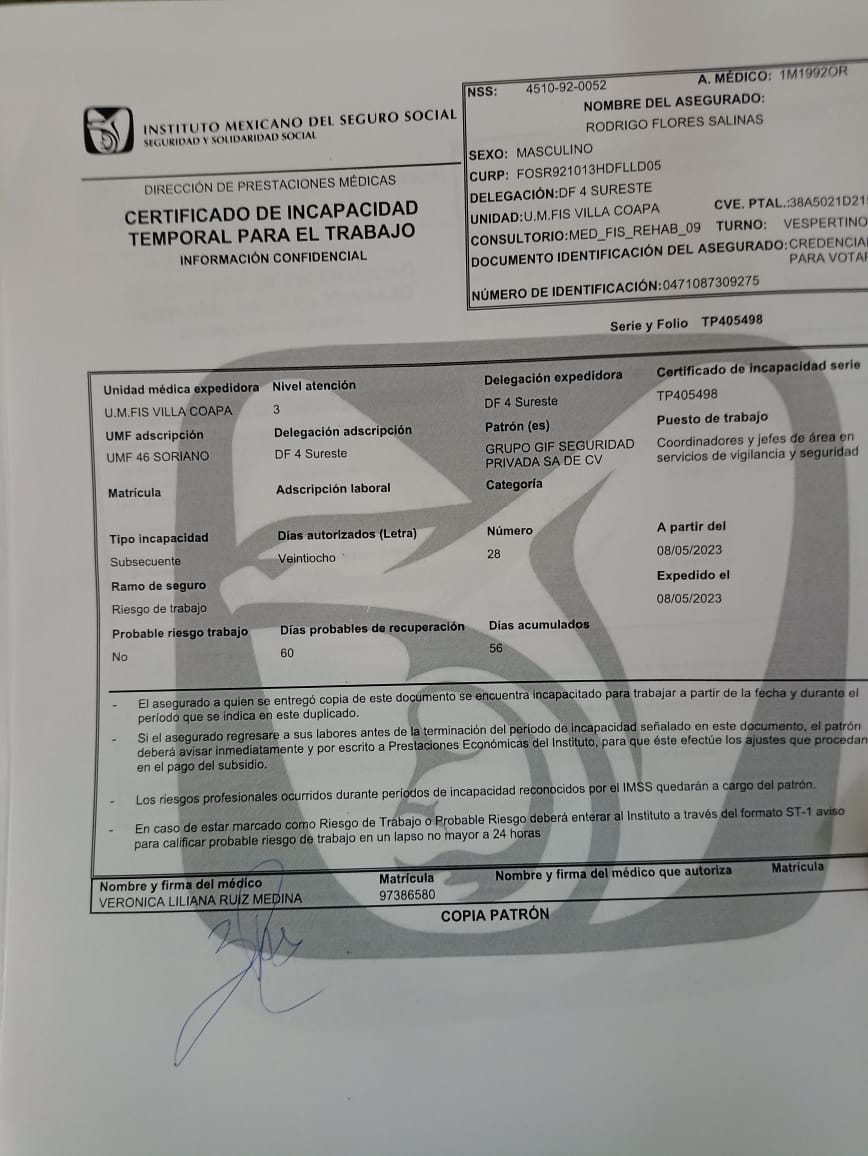 INSTITUTO MEXICANO DEL SEGURO SOCIAL
SEGURIDAD Y SOLIDARIDAD SOCIAL
DIRECCIÓN DE PRESTACIONES MÉDICAS
CERTIFICADO DE INCAPACIDAD
TEMPORAL PARA EL TRABAJO
INFORMACIÓN CONFIDENCIAL
NSS: 4510-92-0052 A. MÉDICO: 1M1992OR
NOMBRE DEL ASEGURADO:
RODRIGO FLORES SALINAS
SEXO: MASCULINO
CURP: FOSR921013HDFLLD05
DELEGACIÓN:DF 4 SURESTE
UNIDAD:U.M.FIS VILLA COAPA CVE. PTAL.:38A5021D21
CONSULTORIO:MED_FIS_REHAB_09 TURNO: VESPERTINO
DOCUMENTO IDENTIFICACIÓN DEL ASEGURADO:CREDENCIA
PARA VOTAR
NÚMERO DE IDENTIFICACIÓN:0471087309275
Serie y Folio TP405498
Unidad médica expedidora Nivel atención Delegación expedidora Certificado de incapacidad serie
U.M.FIS VILLA COAPA 3 DF 4 Sureste TP405498
UMF adscripción Delegación adscripción Patrón (es) Puesto de trabajo
UMF 46 SORIANO DF 4 Sureste GRUPO GIF SEGURIDAD Coordinadores y jefes de área en
PRIVADA SA DE CV servicios de vigilancia y seguridad
Matrícula Adscripción laboral Categoría
Tipo incapacidad Días autorizados (Letra) Número A partir del
Subsecuente Veintiocho 28 08/05/2023
Ramo de seguro Expedido el
Riesgo de trabajo 08/05/2023
Probable riesgo trabajo Días probables de recuperación Días acumulados
No 60 56
- El asegurado a quien se entregó copia de este documento se encuentra incapacitado para trabajar a partir de la fecha y durante el
período que se indica en este duplicado.
- Si el asegurado regresare a sus labores antes de la terminación del período de incapacidad señalado en este documento, el patrón
deberá avisar inmediatamente y por escrito a Prestaciones Económicas del Instituto, para que éste efectúe los ajustes que procedan
en el pago del subsidio.
- Los riesgos profesionales ocurridos durante períodos de incapacidad reconocidos por el IMSS quedarán a cargo del patrón.
- En caso de estar marcado como Riesgo de Trabajo o Probable Riesgo deberá enterar al Instituto a través del formato ST-1 aviso
para calificar probable riesgo de trabajo en un lapso no mayor a 24 horas
Nombre y firma del médico Matrícula Nombre y firma del médico que autoriza Matricula
VERONICA LILIANA RUIZ MEDINA 97386580
COPIA PATRÓN